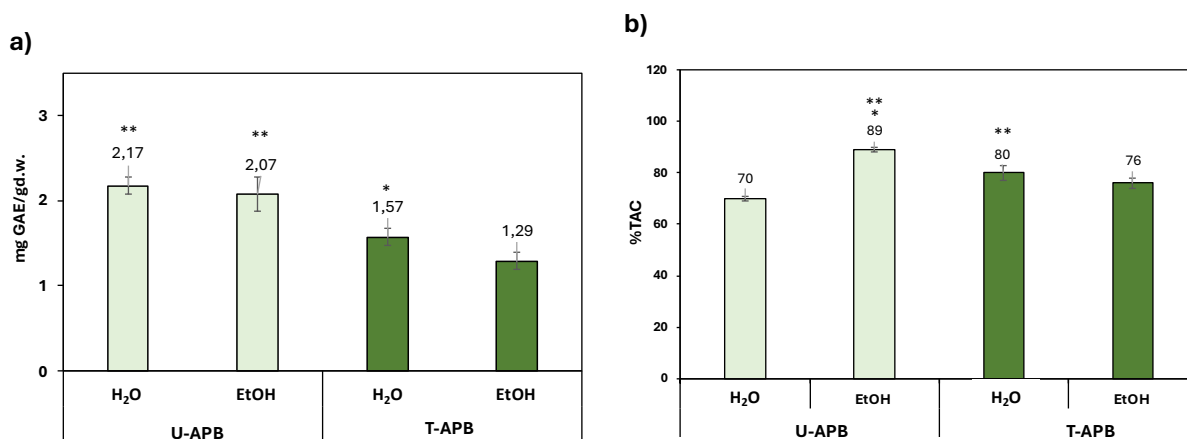 a)
mg GAE/gd.w.
3
2
1
0
**
2,17
**
2,07
*
1,57
1,29
H₂O
EtOH
H₂O
EtOH
U-APB
T-APB
b)
%TAC
120
100
80
60
40
20
0
70
**
*
89
**
80
76
H₂O
EtOH
H₂O
EtOH
U-APB
T-APB